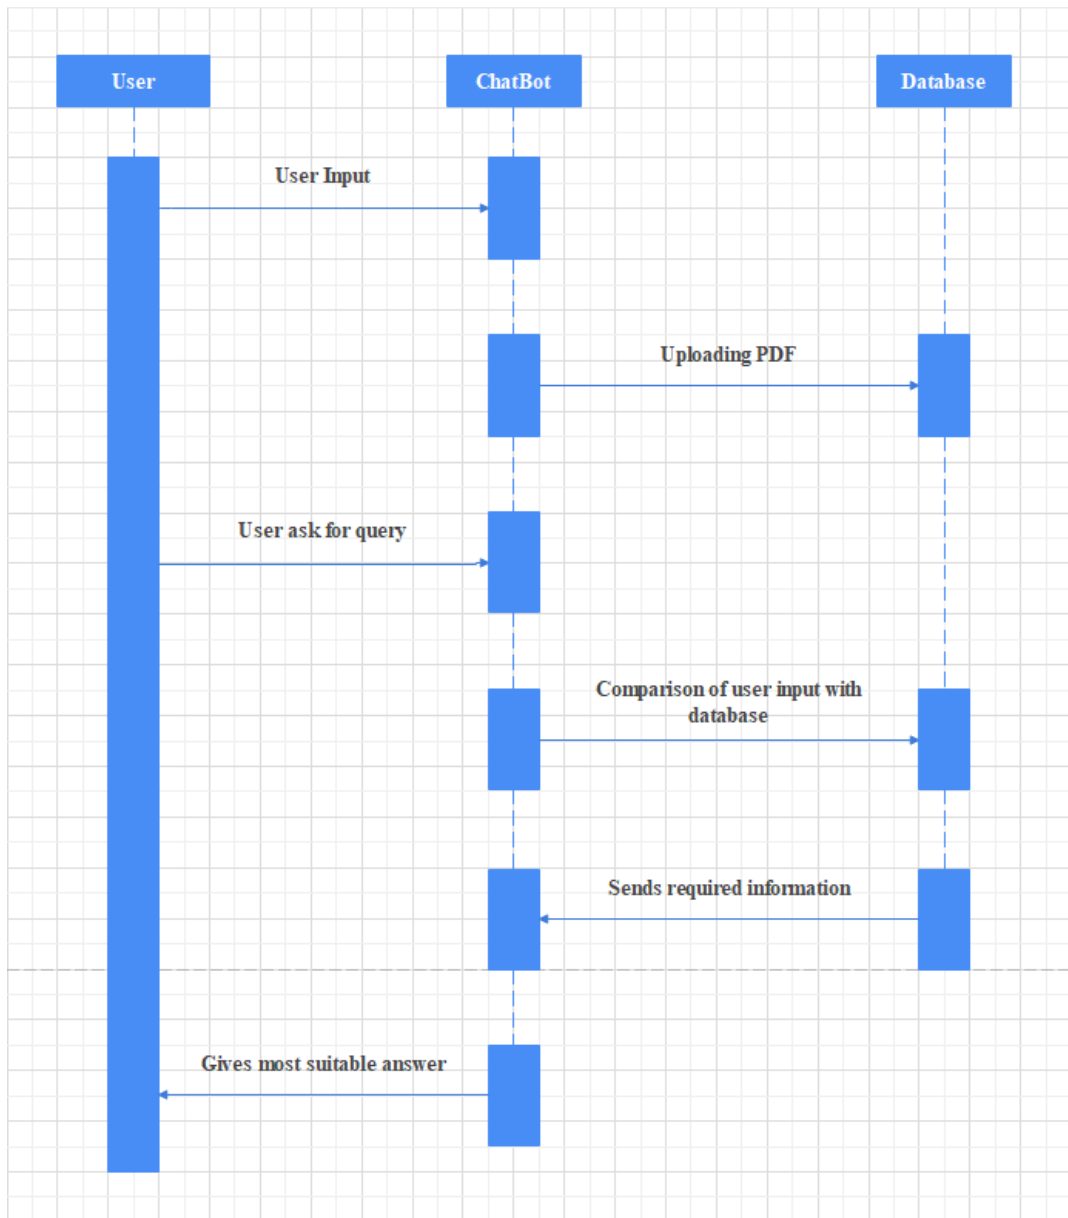 User
ChatBot
Database
User Input
Uploading PDF
User ask for query
Comparison of user input with
database
Sends required information
Gives most suitable answer